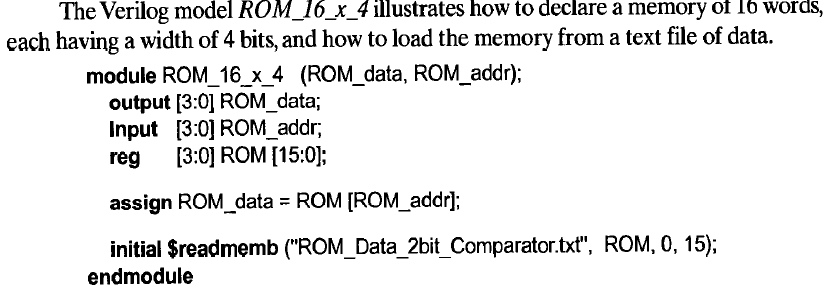 The Verilog model ROM_16_x_4 illustrates how to declare a memory of 16 words,
each having a width of 4 bits, and how to load the memory from a text file of data.
module ROM_16_x_4 (ROM_data, ROM_addr);
output [3:0] ROM_data;
Input [3:0] ROM_addr;
reg [3:0] ROM [15:0];
assign ROM_data = ROM [ROM_addr];
initial $readmemb ("ROM_Data_2bit_Comparator.txt", ROM, 0, 15);
endmodule